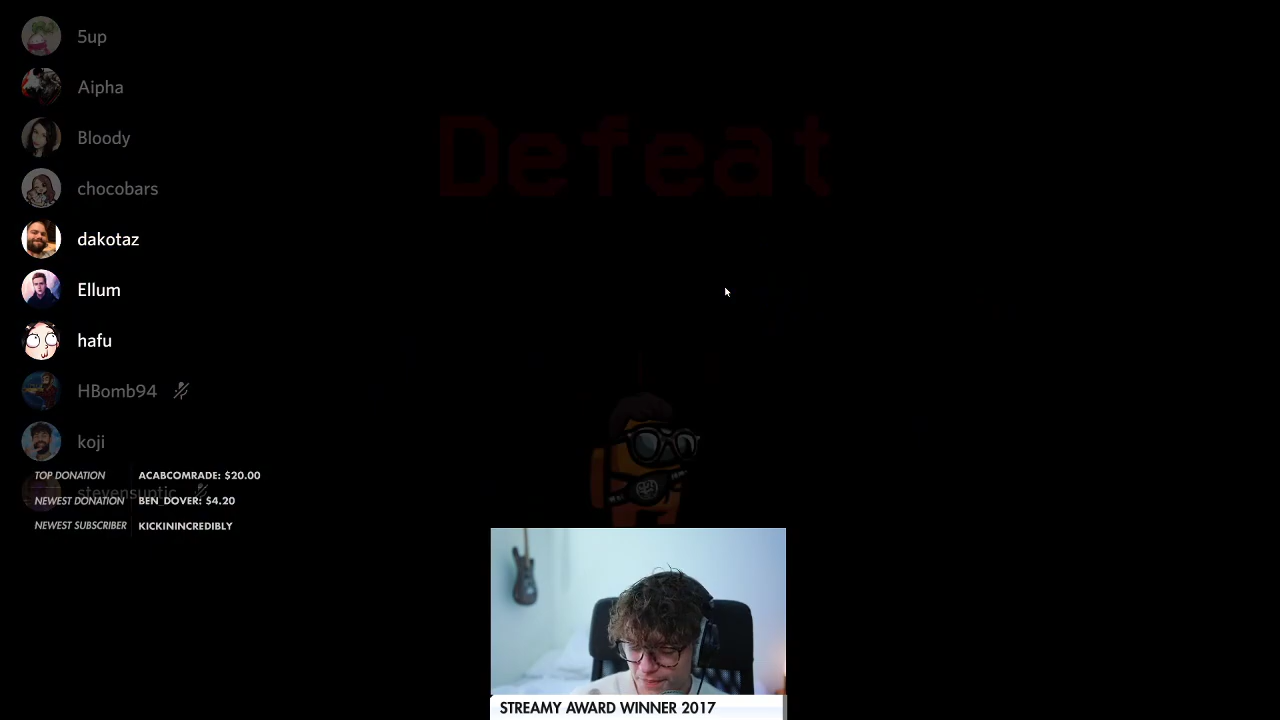 5up
Aipha
Bloody
chocobars
dakotaz
Ellum
hafu
HBomb94
koji
stevensuptic
TOP DONATION ACABCOMRADE: $20.00
NEWEST DONATION BEN_DOVER: $4.20
NEWEST SUBSCRIBER KICKININCREDIBLY
Defeat
STREAMY AWARD WINNER 2017